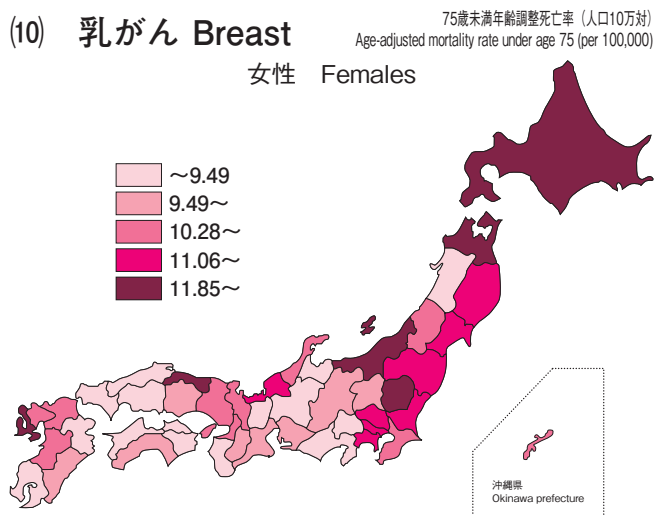 (10) 乳がん Breast
75歳未満年齢調整死亡率（人口10万対）
Age-adjusted mortality rate under age 75 (per 100,000)
女性 Females
～9.49
9.49～
10.28～
11.06～
11.85～
沖縄県
Okinawa prefecture